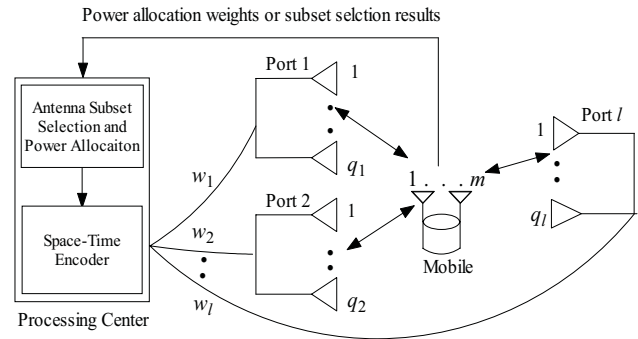 Power allocation weights or subset selction results
Port 1
1
q1
Antenna Subset
Selection and
Power Allocaiton
w1
Port 2
1
q2
Space-Time
Encoder
w2
wl
Processing Center
1 . . . m
Mobile
Port l
1
ql